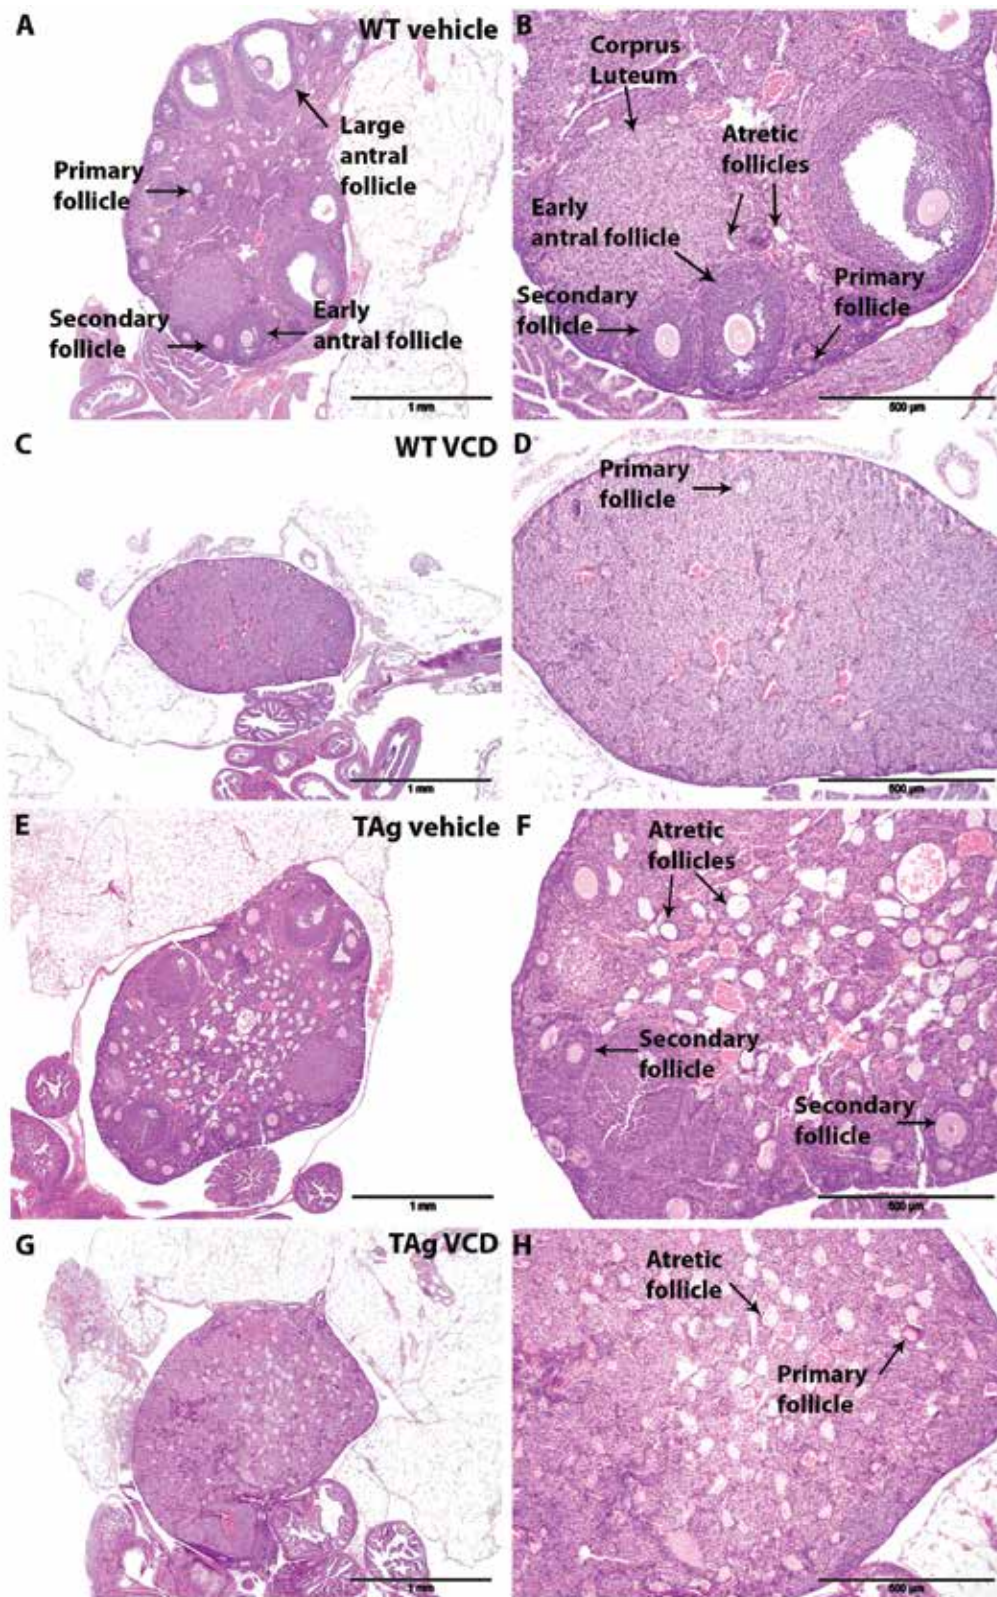 A
WT vehicle
Large
antral
follicle
Primary
follicle
Secondary
follicle
Early
antral follicle
1 mm
B
Corprus
Luteum
Atretic
follicles
Early
antral follicle
Secondary
follicle
Primary
follicle
500 µm
C
WT VCD
1 mm
D
Primary
follicle
500 µm
E
TAg vehicle
1 mm
F
Atretic
follicles
Secondary
follicle
Secondary
follicle
500 µm
G
TAg VCD
1 mm
H
Atretic
follicle
Primary
follicle
500 µm